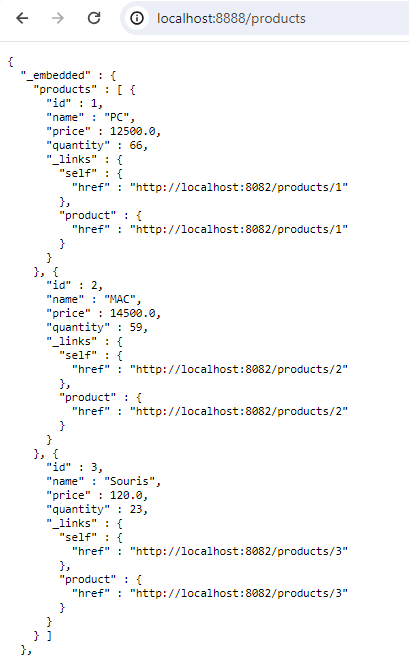 localhost:8888/products
{
  "_embedded" : {
    "products" : [ {
      "id" : 1,
      "name" : "PC",
      "price" : 12500.0,
      "quantity" : 66,
      "_links" : {
        "self" : {
          "href" : "http://localhost:8082/products/1"
        },
        "product" : {
          "href" : "http://localhost:8082/products/1"
        }
      }
    }, {
      "id" : 2,
      "name" : "MAC",
      "price" : 14500.0,
      "quantity" : 59,
      "_links" : {
        "self" : {
          "href" : "http://localhost:8082/products/2"
        },
        "product" : {
          "href" : "http://localhost:8082/products/2"
        }
      }
    }, {
      "id" : 3,
      "name" : "Souris",
      "price" : 120.0,
      "quantity" : 23,
      "_links" : {
        "self" : {
          "href" : "http://localhost:8082/products/3"
        },
        "product" : {
          "href" : "http://localhost:8082/products/3"
        }
      }
    } ]
  },